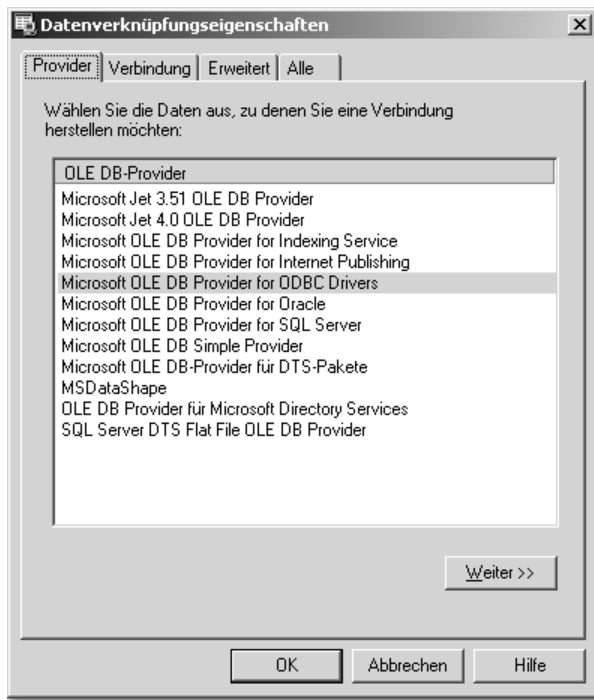 Datenverknüpfungseigenschaften
Provider Verbindung Erweitert Alle
Wählen Sie die Daten aus, zu denen Sie eine Verbindung
herstellen möchten:
OLE DB-Provider
Microsoft Jet 3.51 OLE DB Provider
Microsoft Jet 4.0 OLE DB Provider
Microsoft OLE DB Provider for Indexing Service
Microsoft OLE DB Provider for Internet Publishing
Microsoft OLE DB Provider for ODBC Drivers
Microsoft OLE DB Provider for Oracle
Microsoft OLE DB Provider for SQL Server
Microsoft OLE DB Simple Provider
Microsoft OLE DB-Provider für DTS-Pakete
MSDataShape
OLE DB Provider für Microsoft Directory Services
SQL Server DTS Flat File OLE DB Provider
Weiter >>
OK Abbrechen Hilfe